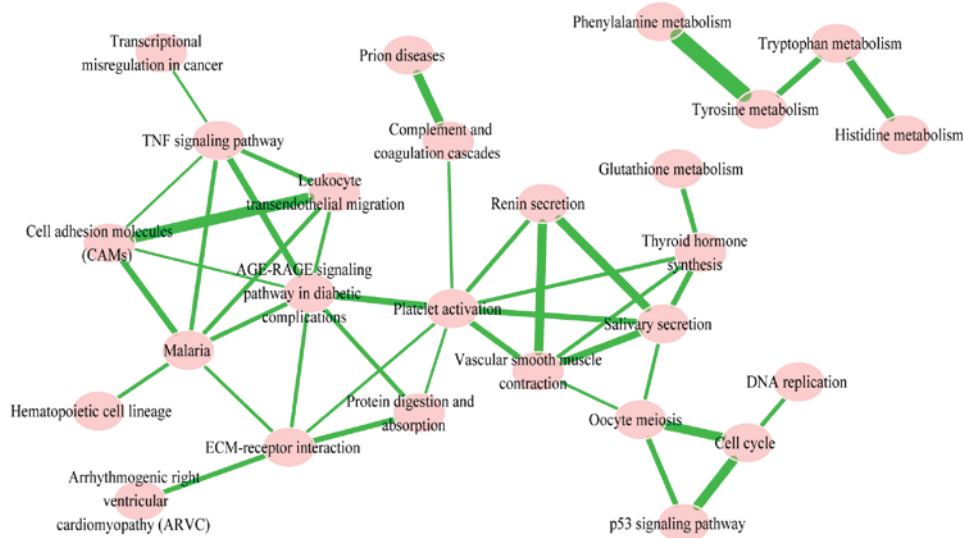 Phenylalanine metabolism
Transcriptional
misregulation in cancer
Tryptophan metabolism
Prion diseases
Tyrosine metabolism
Complement and
coagulation cascades
Histidine metabolism
TNF signaling pathway
Glutathione metabolism
Leukocyte
transendothelial migration
Renin secretion
Cell adhesion molecules
(CAMs)
Thyroid hormone
synthesis
AGE-RAGE signaling
pathway in diabetic
complications
Platelet activation
Salivary secretion
Malaria
Vascular smooth muscle
contraction
DNA replication
Hematopoietic cell lineage
Protein digestion and
absorption
Oocyte meiosis
Cell cycle
ECM-receptor interaction
Arrhythmogenic right
ventricular
cardiomyopathy (ARVC)
p53 signaling pathway